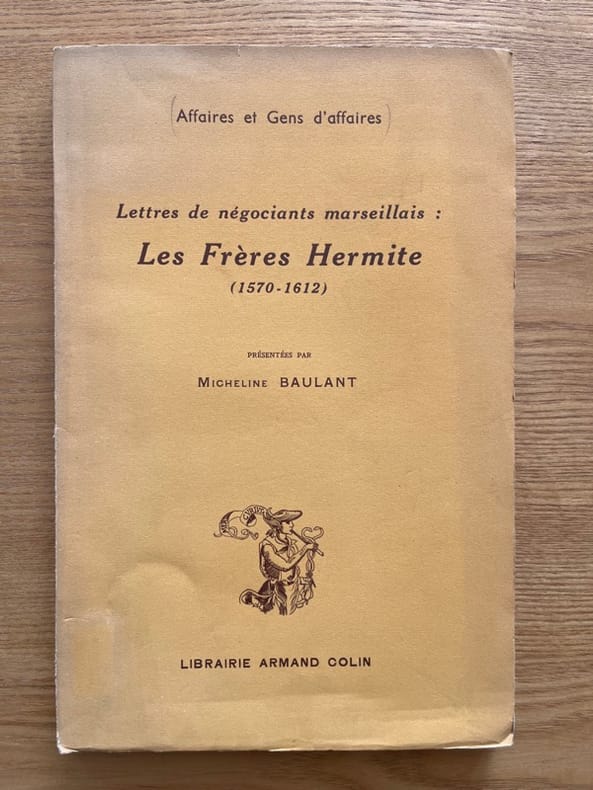 (Affaires et Gens d'affaires)
Lettres de négociants marseillais :
Les Frères Hermite
(1570-1612)
PRÉSENTÉES PAR
MICHELINE BAULANT
LIBRAIRIE ARMAND COLIN